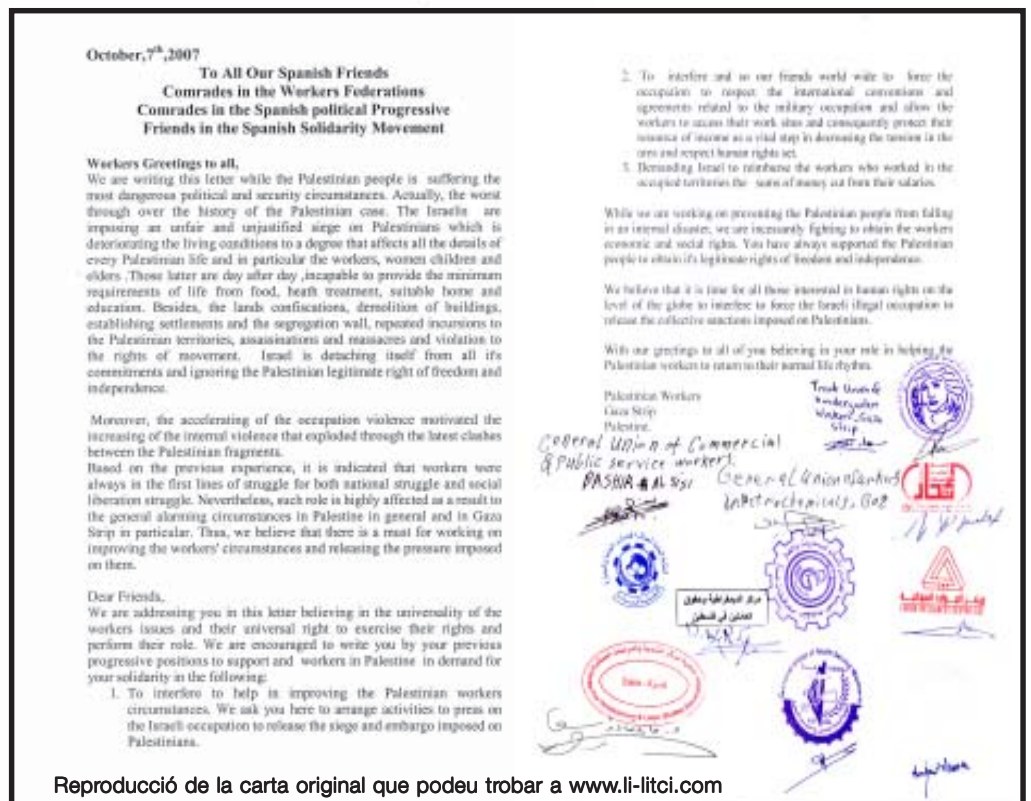 October,7th,2007
To All Our Spanish Friends
Comrades in the Workers Federations
Comrades in the Spanish political Progressive
Friends in the Spanish Solidarity Movement
Workers Greetings to all,
We are writing this letter while the Palestinian people is suffering the
most dangerous political and security circumstances. Actually, the worst
through over the history of the Palestinian case. The Israelis are
imposing an unfair and unjustified siege on Palestinians which is
deteriorating the living conditions to a degree that affects all the details of
every Palestinian life and in particular the workers, women children and
elders .Those latter are day after day ,incapable to provide the minimum
requirements of life from food, heath treatment, suitable home and
education. Besides, the lands confiscations, demolition of buildings,
establishing settlements and the segregation wall, repeated incursions to
the Palestinian territories, assassinations and massacres and violation to
the rights of movement. Israel is detaching itself from all it's
commitments and ignoring the Palestinian legitimate right of freedom and
independence.
Moreover, the accelerating of the occupation violence motivated the
increasing of the internal violence that exploded through the latest clashes
between the Palestinian fragments.
Based on the previous experience, it is indicated that workers were
always in the first lines of struggle for both national struggle and social
liberation struggle. Nevertheless, such role is highly affected as a result to
the general alarming circumstances in Palestine in general and in Gaza
Strip in particular. Thus, we believe that there is a must for working on
improving the workers' circumstances and releasing the pressure imposed
on them.
Dear Friends,
We are addressing you in this letter believing in the universality of the
workers issues and their universal right to exercise their rights and
perform their role. We are encouraged to write you by your previous
progressive positions to support and workers in Palestine in demand for
your solidarity in the following:
1. To interfere to help in improving the Palestinian workers
circumstances. We ask you here to arrange activities to press on
the Israeli occupation to release the siege and embargo imposed on
Palestinians.
2. To interfere and so our friends world wide to force the
occupation to respect the international conventions and
agreements related to the military occupation and allow the
workers to access their work sites and consequently protect their
resource of income as a vital step in decreasing the tension in the
area and respect human rights set.
3. Demanding Israel to reimburse the workers who worked in the
occupied territories the sums of money cut from their salaries.
While we are working on preventing the Palestinian people from falling
in an internal disaster, we are incessantly fighting to obtain the workers
economic and social rights. You have always supported the Palestinian
people to obtain it's legitimate rights of freedom and independence.
We believe that it is time for all those interested in human rights on the
level of the globe to interfere to force the Israeli illegal occupation to
release the collective sanctions imposed on Palestinians.
With our greetings to all of you believing in your role in helping the
Palestinian workers to return to their normal life rhythm.
Palestinian Workers
Gaza Strip
Palestine.
Trade Union of
Kindergarten
Workers, Gaza
Strip
General Union of Commercial
& Public service workers.
General Union
مركز الديمقراطية وحقوق
العاملين في فلسطين
Reproducció de la carta original que podeu trobar a www.li-litci.com